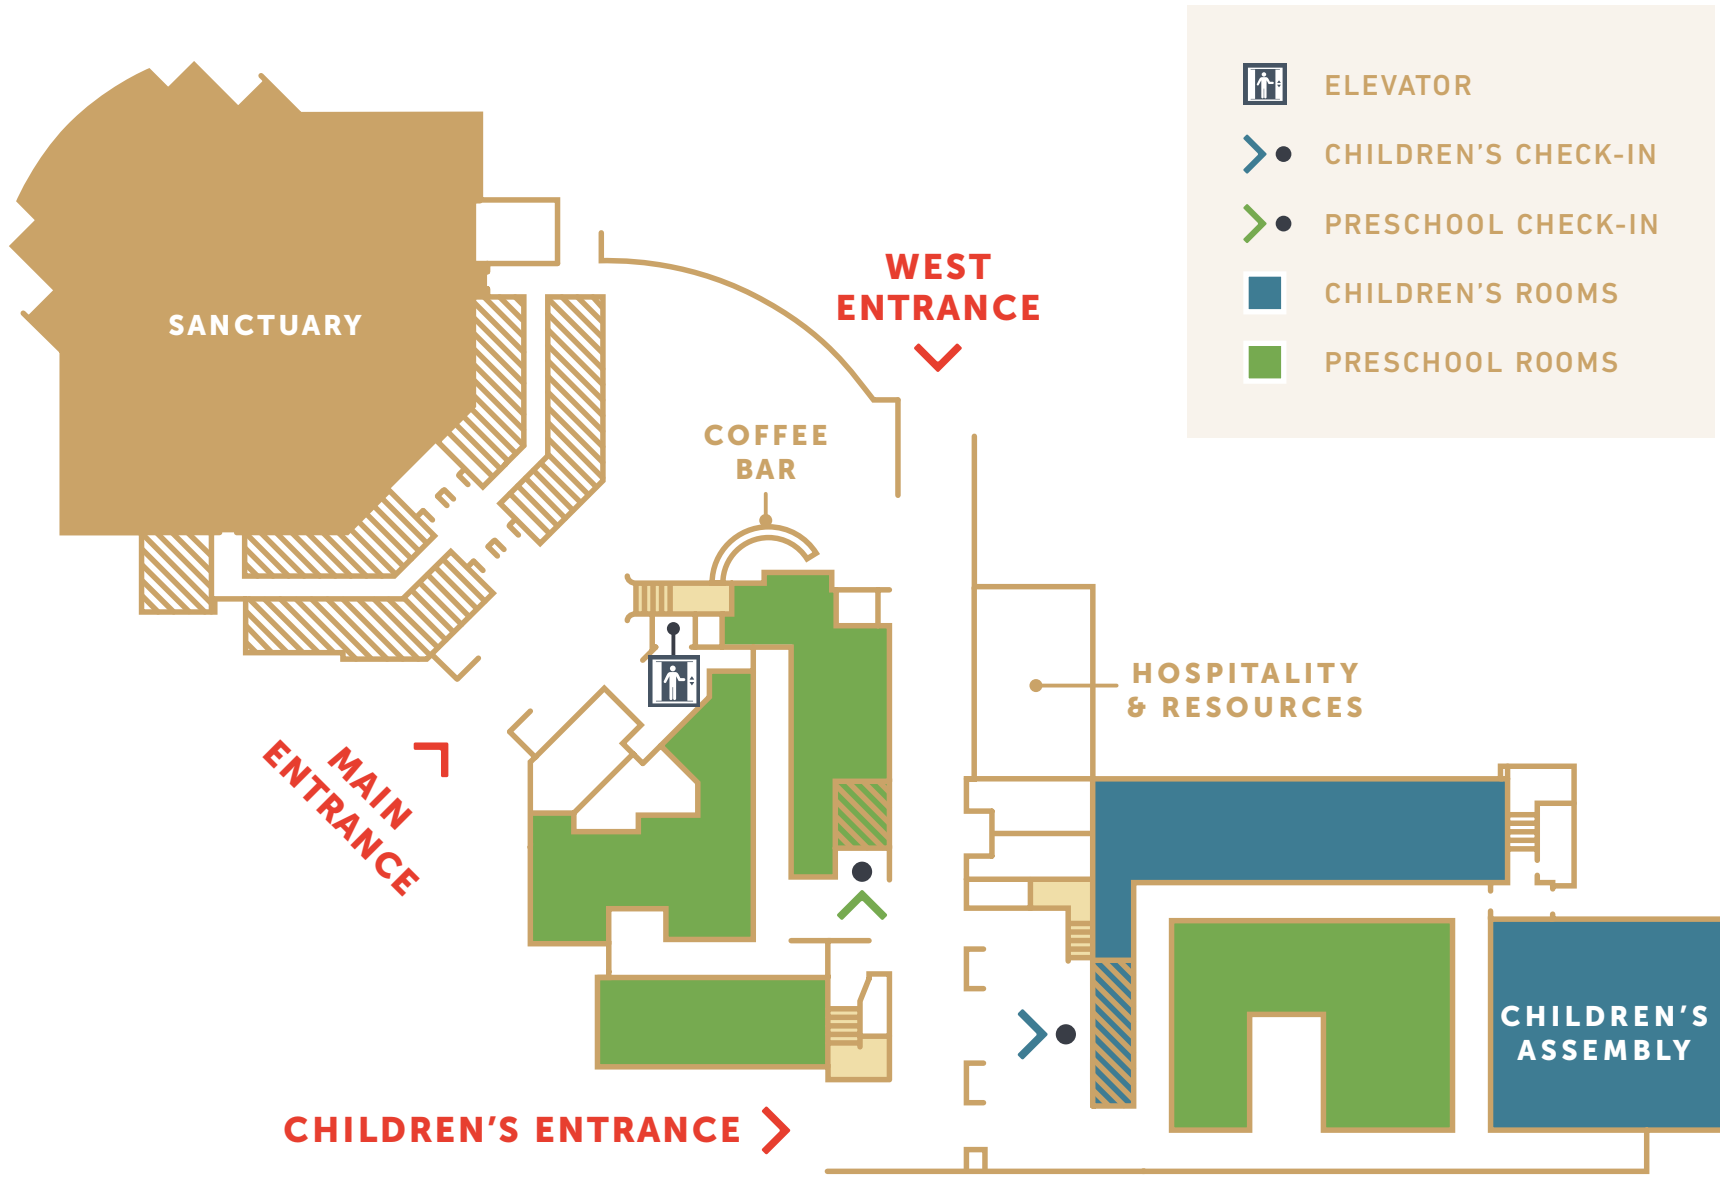 ELEVATOR
CHILDREN'S CHECK-IN
PRESCHOOL CHECK-IN
CHILDREN'S ROOMS
PRESCHOOL ROOMS
SANCTUARY
WEST
ENTRANCE
COFFEE
BAR
HOSPITALITY
& RESOURCES
MAIN
ENTRANCE
CHILDREN'S
ASSEMBLY
CHILDREN'S ENTRANCE